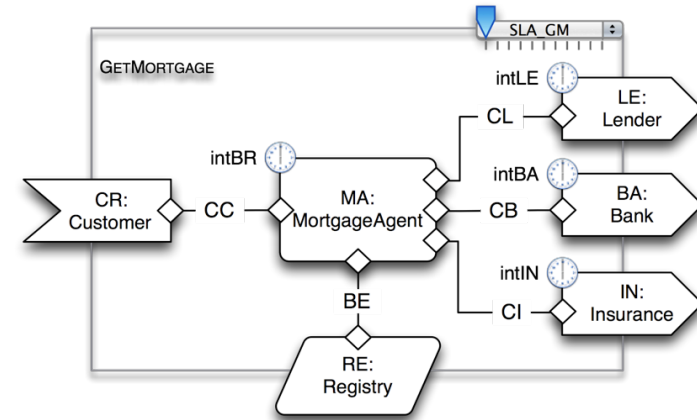 SLA_GM
GETMORTGAGE
intLE
LE:
Lender
CL
intBR
CR:
Customer
CC
MA:
MortgageAgent
intBA
BA:
Bank
CB
intIN
IN:
Insurance
CI
BE
RE:
Registry